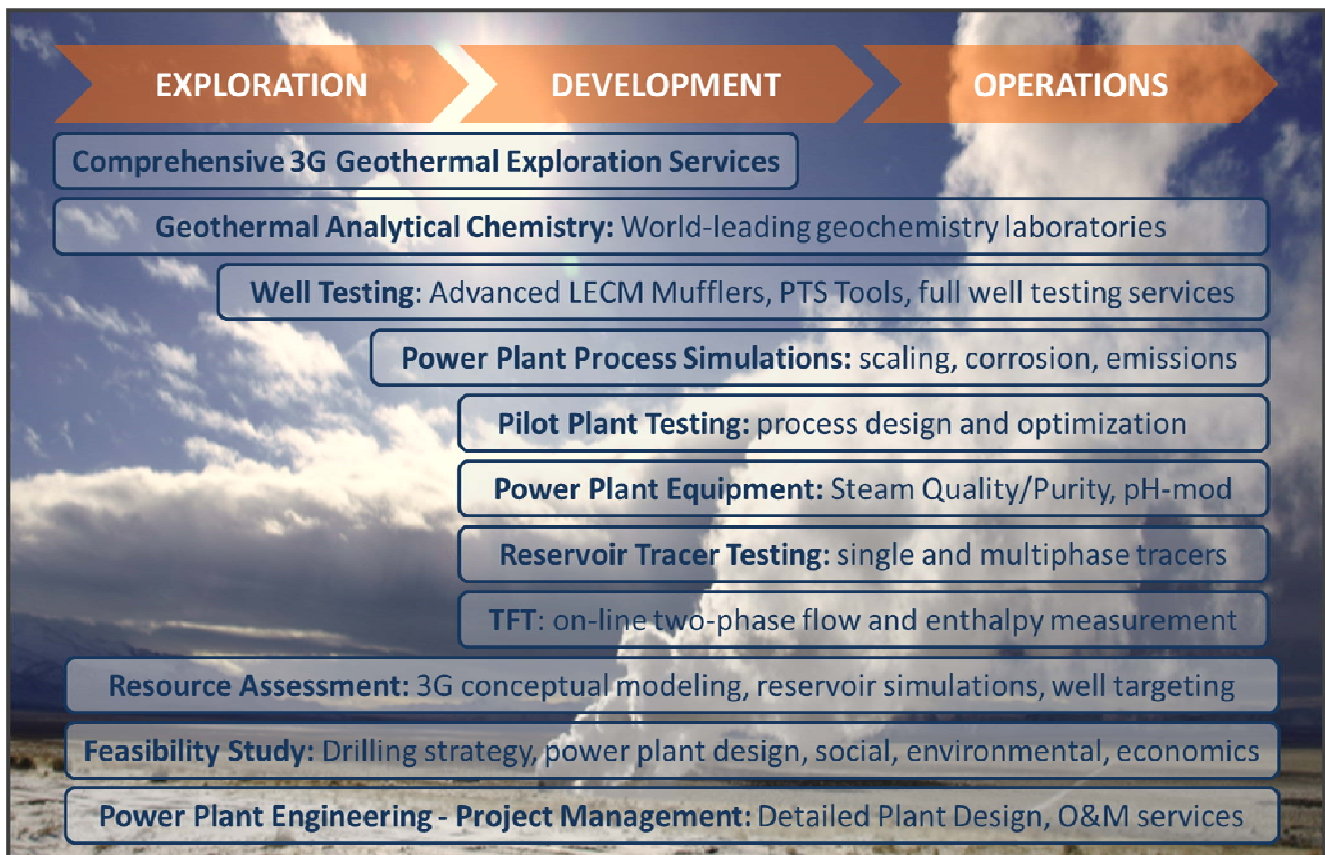 EXPLORATION DEVELOPMENT OPERATIONS
Comprehensive 3G Geothermal Exploration Services
Geothermal Analytical Chemistry: World-leading geochemistry laboratories
Well Testing: Advanced LECM Mufflers, PTS Tools, full well testing services
Power Plant Process Simulations: scaling, corrosion, emissions
Pilot Plant Testing: process design and optimization
Power Plant Equipment: Steam Quality/Purity, pH-mod
Reservoir Tracer Testing: single and multiphase tracers
TFT: on-line two-phase flow and enthalpy measurement
Resource Assessment: 3G conceptual modeling, reservoir simulations, well targeting
Feasibility Study: Drilling strategy, power plant design, social, environmental, economics
Power Plant Engineering - Project Management: Detailed Plant Design, O&M services